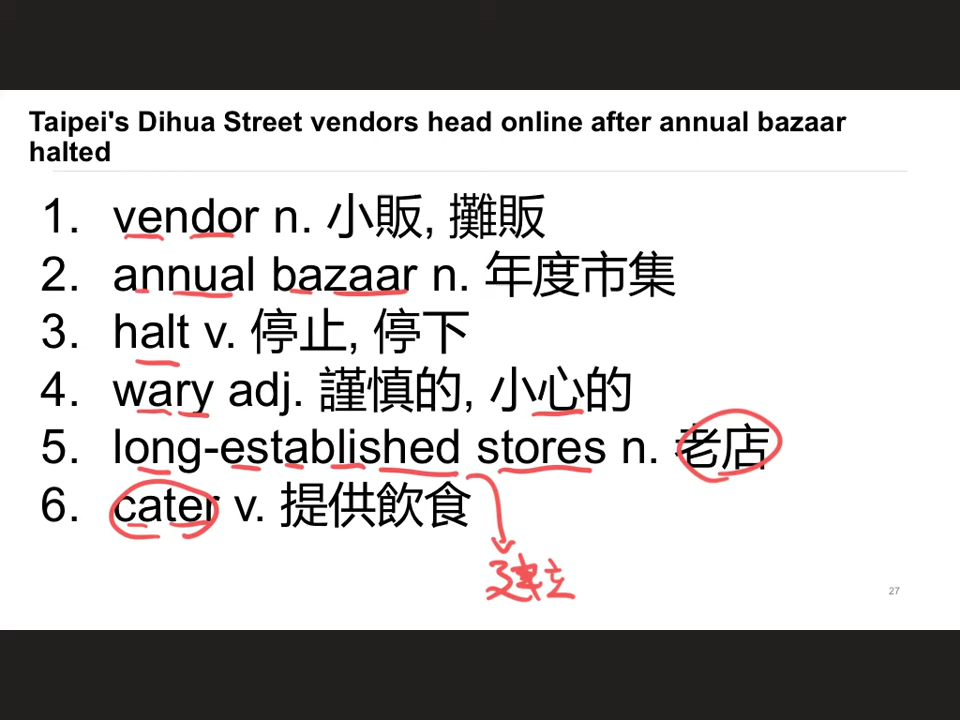 Taipei's Dihua Street vendors head online after annual bazaar
halted
1. vendor n. 小販, 攤販
2. annual bazaar n. 年度市集
3. halt v. 停止, 停下
4. wary adj. 謹慎的, 小心的
5. long-established stores n. 老店
6. cater v. 提供飲食
建立
27